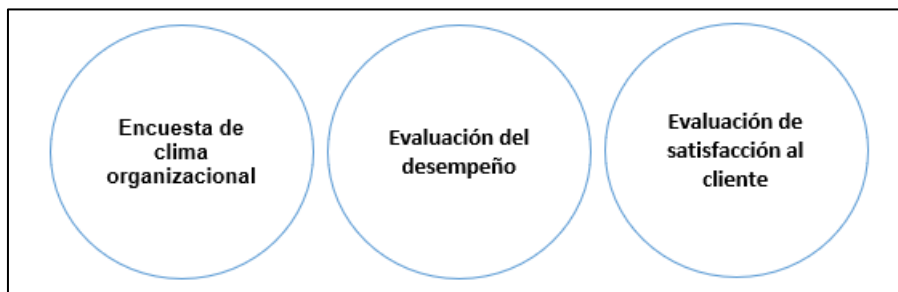 Encuesta de
clima
organizacional
Evaluación del
desempeño
Evaluación de
satisfacción al
cliente